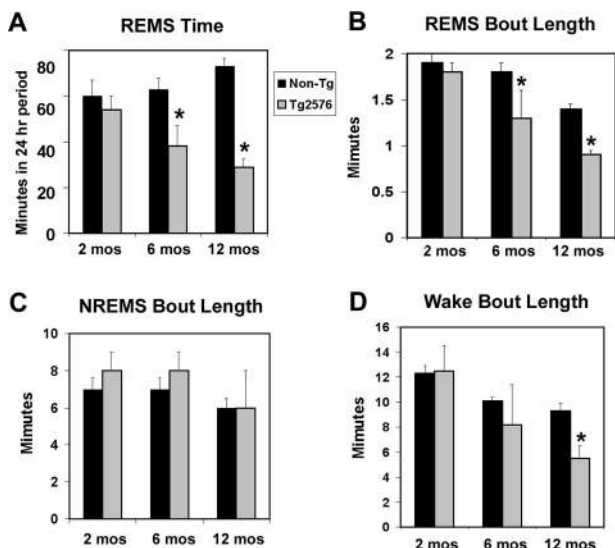 A
REMS Time
Minutes in 24 hr period
80
60
40
20
0
*
*
2 mos
6 mos
12 mos
Non-Tg
Tg2576
B
REMS Bout Length
Mimutes
2
1.5
1
0.5
0
*
*
2 mos
6 mos
12 mos
C
NREMS Bout Length
Mimutes
10
8
6
4
2
0
2 mos
6 mos
12 mos
D
Wake Bout Length
Mimutes
16
14
12
10
8
6
4
2
0
*
2 mos
6 mos
12 mos